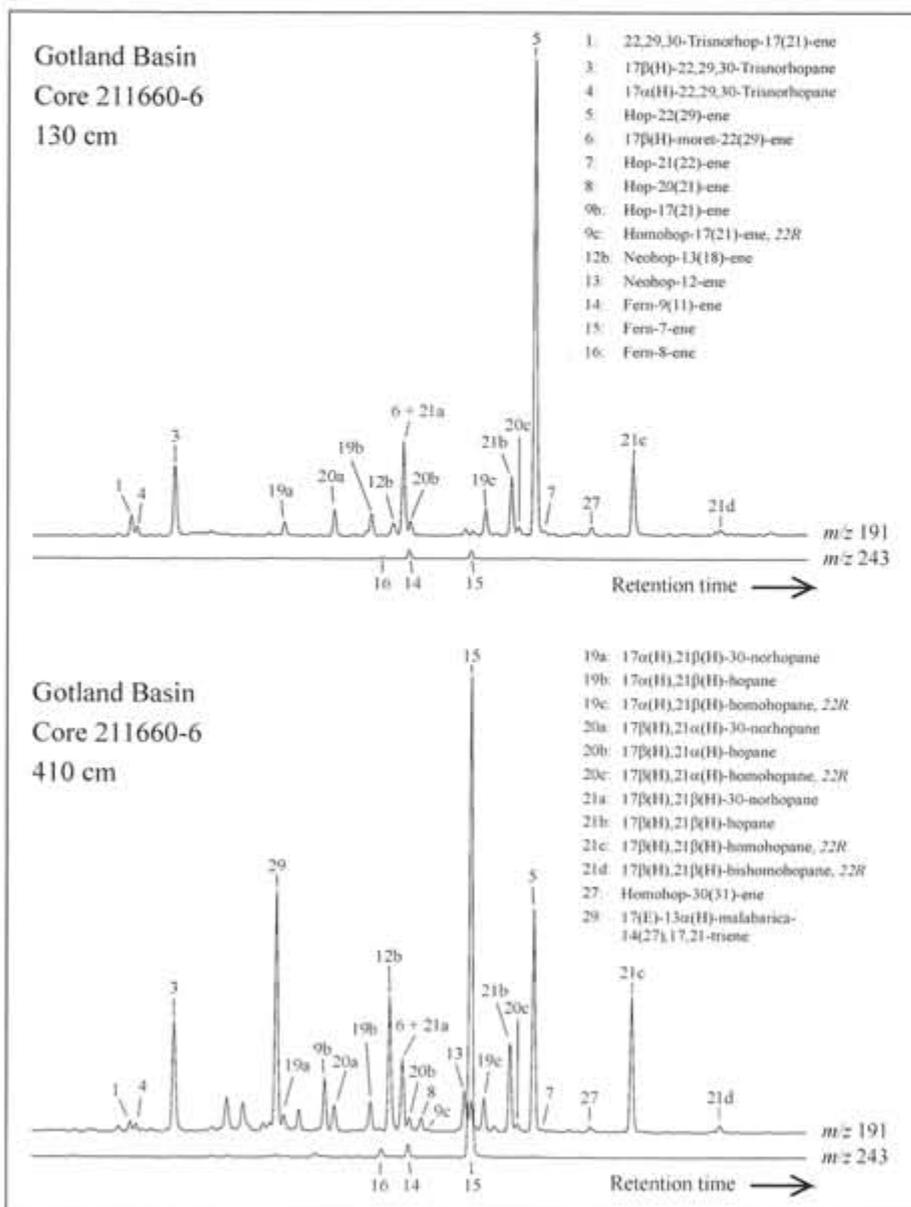 Gotland Basin
Core 211660-6
130 cm
1: 22,29,30-Trisnorhop-17(21)-ene
3: 17β(H)-22,29,30-Trisnorhopane
4: 17α(H)-22,29,30-Trisnorhopane
5: Hop-22(29)-ene
6: 17β(H)-moret-22(29)-ene
7: Hop-21(22)-ene
8: Hop-20(21)-ene
9b: Hop-17(21)-ene
9c: Homohop-17(21)-ene, 22R
12b: Neohop-13(18)-ene
13: Neohop-12-ene
14: Fern-9(11)-ene
15: Fern-7-ene
16: Fern-8-ene
5
3
1
4
19a
20a
19b
12b
6 + 21a
20b
19c
21b
20c
7
27
21c
21d
m/z 191
m/z 243
16
14
15
Retention time
Gotland Basin
Core 211660-6
410 cm
19a: 17α(H),21β(H)-30-norhopane
19b: 17α(H),21β(H)-hopane
19c: 17α(H),21β(H)-homohopane, 22R
20a: 17β(H),21α(H)-30-norhopane
20b: 17β(H),21α(H)-hopane
20c: 17β(H),21α(H)-homohopane, 22R
21a: 17β(H),21β(H)-30-norhopane
21b: 17β(H),21β(H)-hopane
21c: 17β(H),21β(H)-homohopane, 22R
21d: 17β(H),21β(H)-bishomohopane, 22R
27: Homohop-30(31)-ene
29: 17(E)-13α(H)-malabarica-
14(27),17,21-triene
15
29
5
12b
3
1
4
19a
9b
20a
19b
6 + 21a
20b
8
9c
13
19c
21b
20c
7
27
21c
21d
m/z 191
m/z 243
16
14
15
Retention time